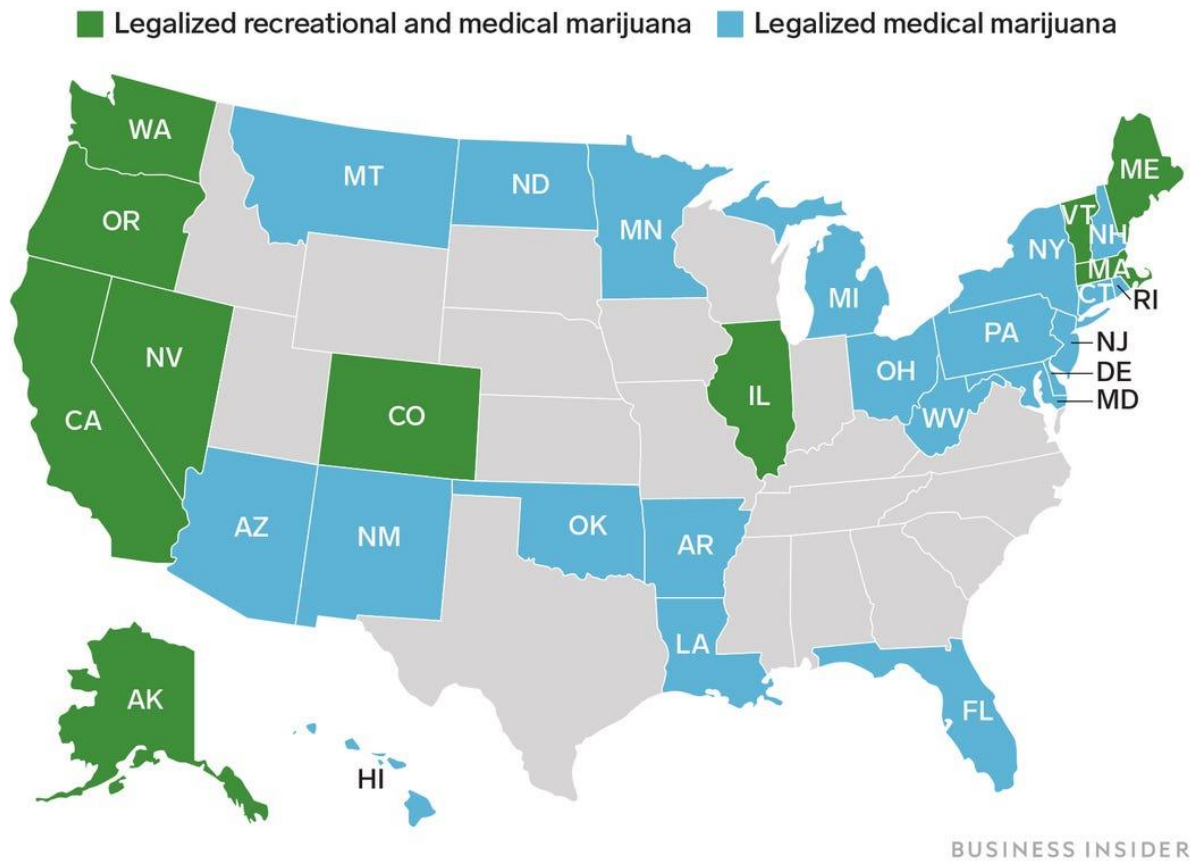 Legalized recreational and medical marijuana
Legalized medical marijuana
WA
MT
ND
ME
OR
MN
VT
NH
NY
MA
MI
CT
RI
NV
PA
NJ
OH
DE
CO
IL
MD
CA
WV
AZ
NM
OK
AR
LA
AK
FL
HI
BUSINESS INSIDER